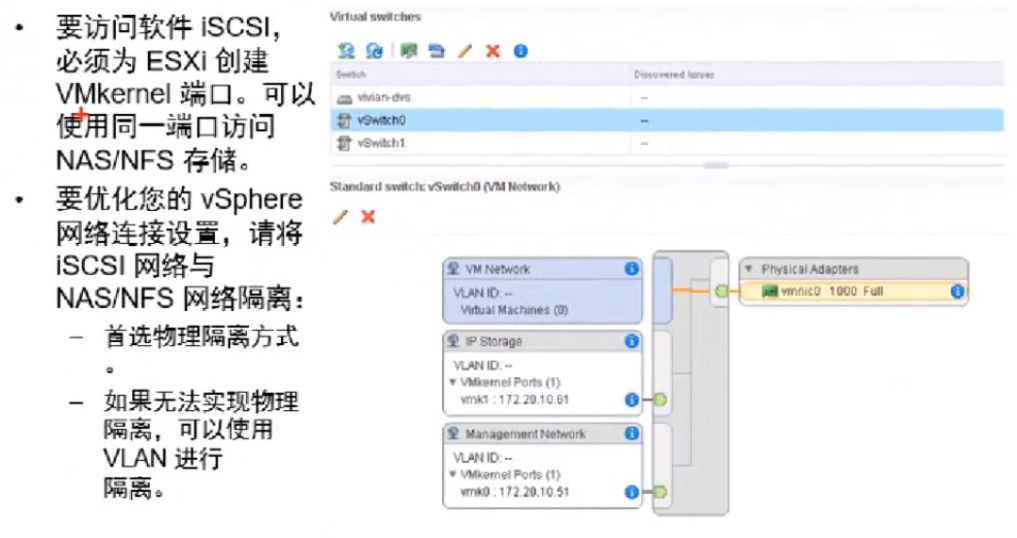 • 要访问软件 iSCSI，
必须为 ESXi 创建
VMkernel 端口。可以
使用同一端口访问
NAS/NFS 存储。
• 要优化您的 vSphere
网络连接设置，请将
iSCSI 网络与
NAS/NFS 网络隔离：
– 首选物理隔离方式
。
– 如果无法实现物理
隔离，可以使用
VLAN 进行
隔离。
Virtual switches
Switch Discovered Issues
vivian-dvs --
vSwitch0 --
vSwitch1 --
Standard switch: vSwitch0 (VM Network)
VM Network
VLAN ID: --
Virtual Machines (0)
IP Storage
VLAN ID: --
VMkernel Ports (1)
vmk1 : 172.20.10.61
Management Network
VLAN ID: --
VMkernel Ports (1)
vmk0 : 172.20.10.51
Physical Adapters
vmnic0 1000 Full